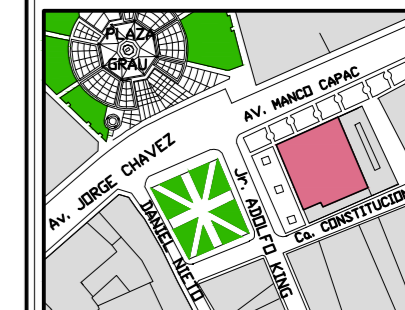 PLAZA
GRAU
AV. MANCO CAPAC
Av. JORGE CHAVEZ
Jr. ADOLFO KING
DANIEL NIETO
Ca. CONSTITUCION